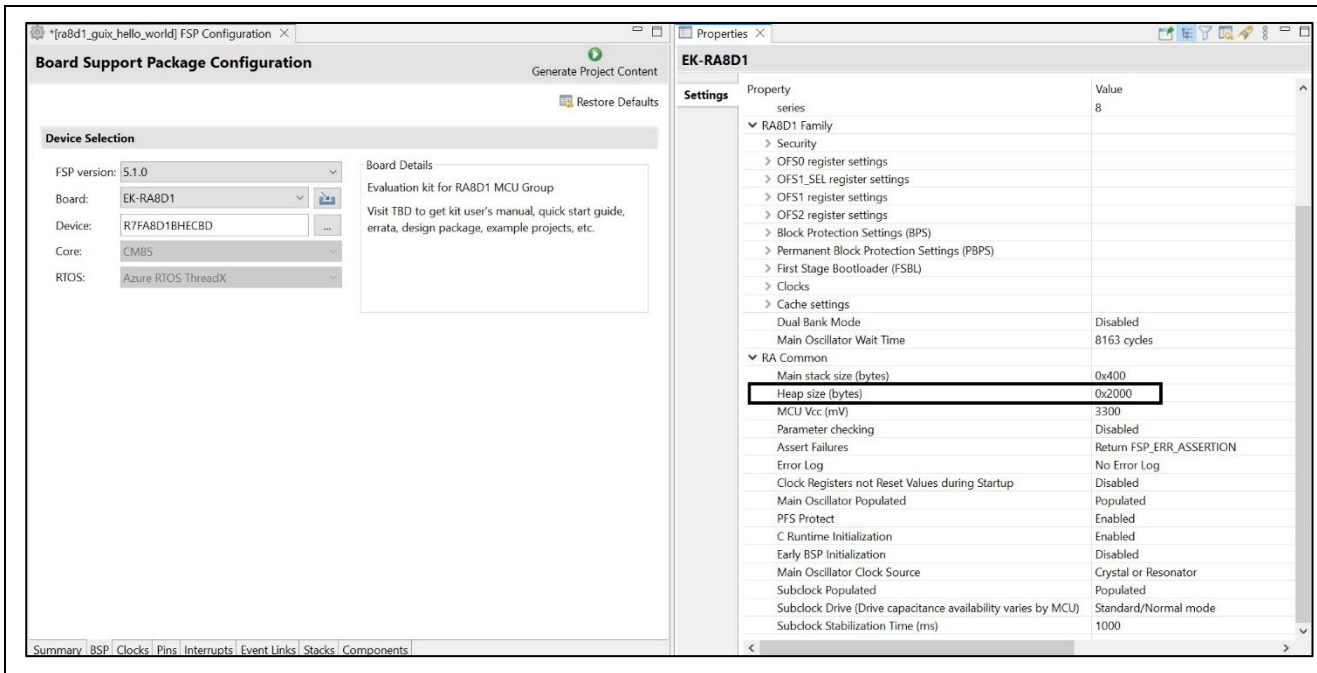 *[ra8d1_guix_hello_world] FSP Configuration
Board Support Package Configuration
Generate Project Content
Restore Defaults
Device Selection
FSP version: 5.1.0
Board: EK-RA8D1
Device: R7FA8D1BHECBD ...
Core: CM85
RTOS: Azure RTOS ThreadX
Board Details
Evaluation kit for RA8D1 MCU Group
Visit TBD to get kit user's manual, quick start guide,
errata, design package, example projects, etc.
Summary BSP Clocks Pins Interrupts Event Links Stacks Components
Properties
EK-RA8D1
Settings
Property Value
series 8
RA8D1 Family
Security
OFS0 register settings
OFS1_SEL register settings
OFS1 register settings
OFS2 register settings
Block Protection Settings (BPS)
Permanent Block Protection Settings (PBPS)
First Stage Bootloader (FSBL)
Clocks
Cache settings
Dual Bank Mode Disabled
Main Oscillator Wait Time 8163 cycles
RA Common
Main stack size (bytes) 0x400
Heap size (bytes) 0x2000
MCU Vcc (mV) 3300
Parameter checking Disabled
Assert Failures Return FSP_ERR_ASSERTION
Error Log No Error Log
Clock Registers not Reset Values during Startup Disabled
Main Oscillator Populated Populated
PFS Protect Enabled
C Runtime Initialization Enabled
Early BSP Initialization Disabled
Main Oscillator Clock Source Crystal or Resonator
Subclock Populated Populated
Subclock Drive (Drive capacitance availability varies by MCU) Standard/Normal mode
Subclock Stabilization Time (ms) 1000